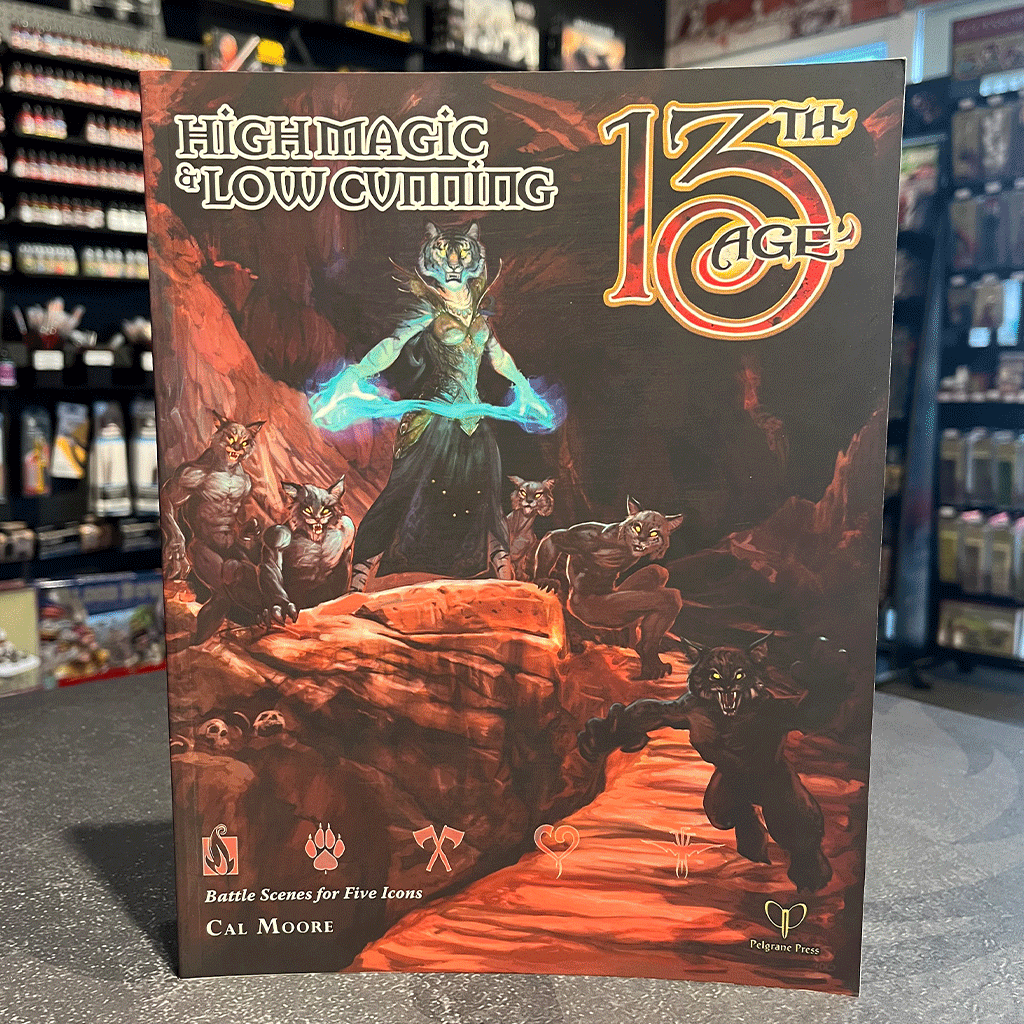 HIGH MAGIC
& LOW CUNNING
13TH
AGE
Battle Scenes for Five Icons
CAL MOORE
Pelgrane Press